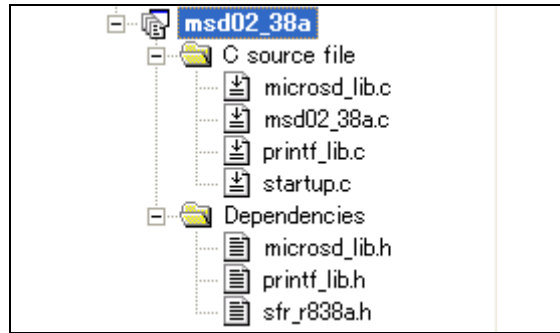 msd02_38a
C source file
microsd_lib.c
msd02_38a.c
printf_lib.c
startup.c
Dependencies
microsd_lib.h
printf_lib.h
sfr_r838a.h